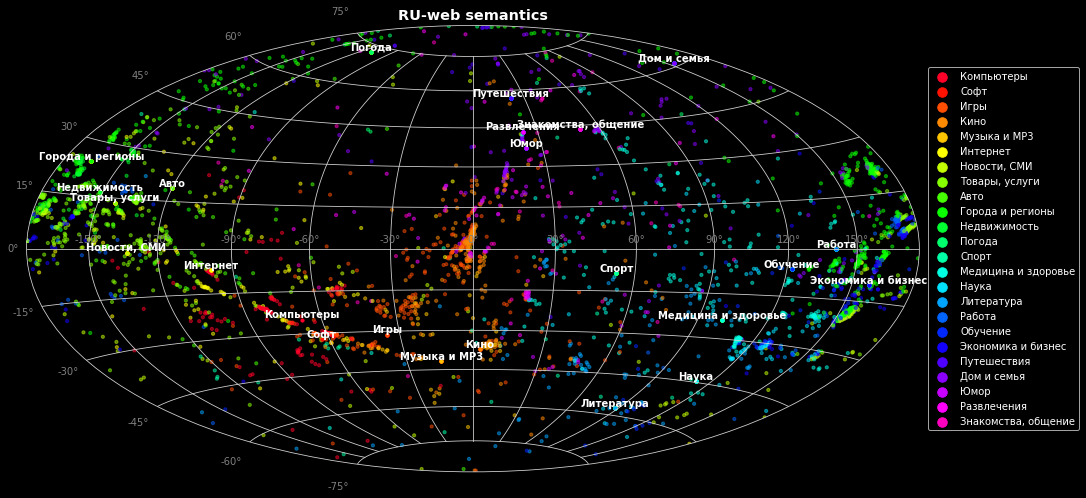 RU-web semantics
75°
60°
45°
30°
15°
0°
-15°
-30°
-45°
-60°
-75°
-90°
-60°
-30°
30°
60°
90°
120°
150°
Погода
Дом и семья
Путешествия
Развлечения
Знакомства, общение
Юмор
Города и регионы
Недвижимость
Авто
Товары, услуги
Новости, СМИ
Интернет
Работа
Обучение
Спорт
Экономика и бизнес
Компьютеры
Софт
Игры
Медицина и здоровье
Кино
Музыка и MP3
Наука
Литература
Компьютеры
Софт
Игры
Кино
Музыка и MP3
Интернет
Новости, СМИ
Товары, услуги
Авто
Города и регионы
Недвижимость
Погода
Спорт
Медицина и здоровье
Наука
Литература
Работа
Обучение
Экономика и бизнес
Путешествия
Дом и семья
Юмор
Развлечения
Знакомства, общение